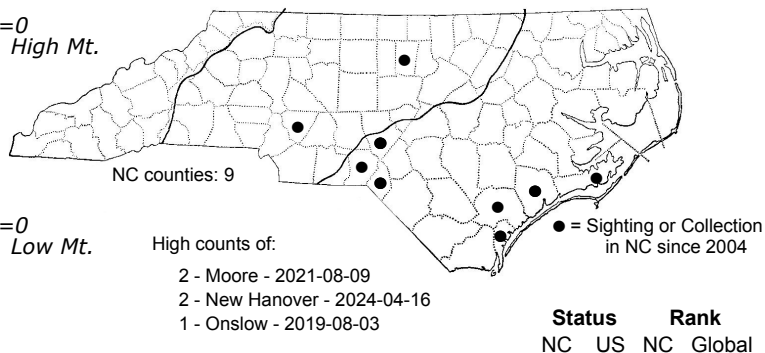 =0
High Mt.
NC counties: 9
=0
Low Mt.
● = Sighting or Collection
in NC since 2004
High counts of:
2 - Moore - 2021-08-09
2 - New Hanover - 2024-04-16
1 - Onslow - 2019-08-03
Status Rank
NC US NC Global